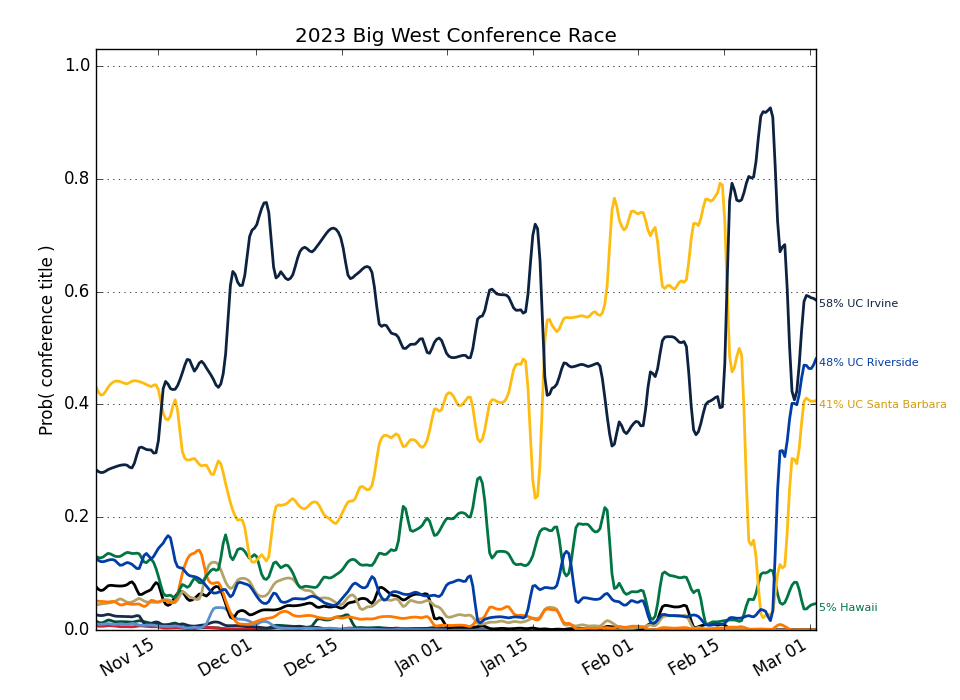 2023 Big West Conference Race
Prob( conference title )
1.0
0.8
0.6
0.4
0.2
0.0
58% UC Irvine
48% UC Riverside
41% UC Santa Barbara
5% Hawaii
Nov 15
Dec 01
Dec 15
Jan 01
Jan 15
Feb 01
Feb 15
Mar 01